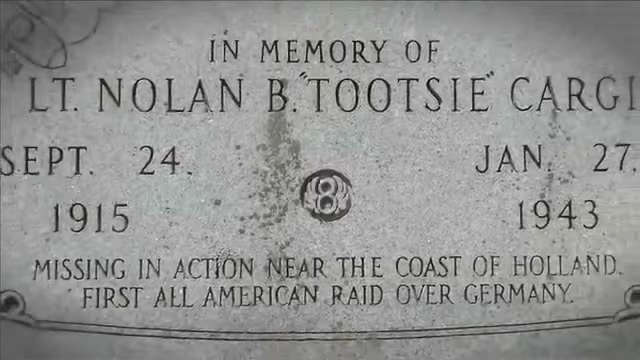 IN MEMORY OF
LT. NOLAN B. "TOOTSIE" CARGI
SEPT. 24, JAN. 27,
1915 8 1943
MISSING IN ACTION NEAR THE COAST OF HOLLAND.
FIRST ALL AMERICAN RAID OVER GERMANY.